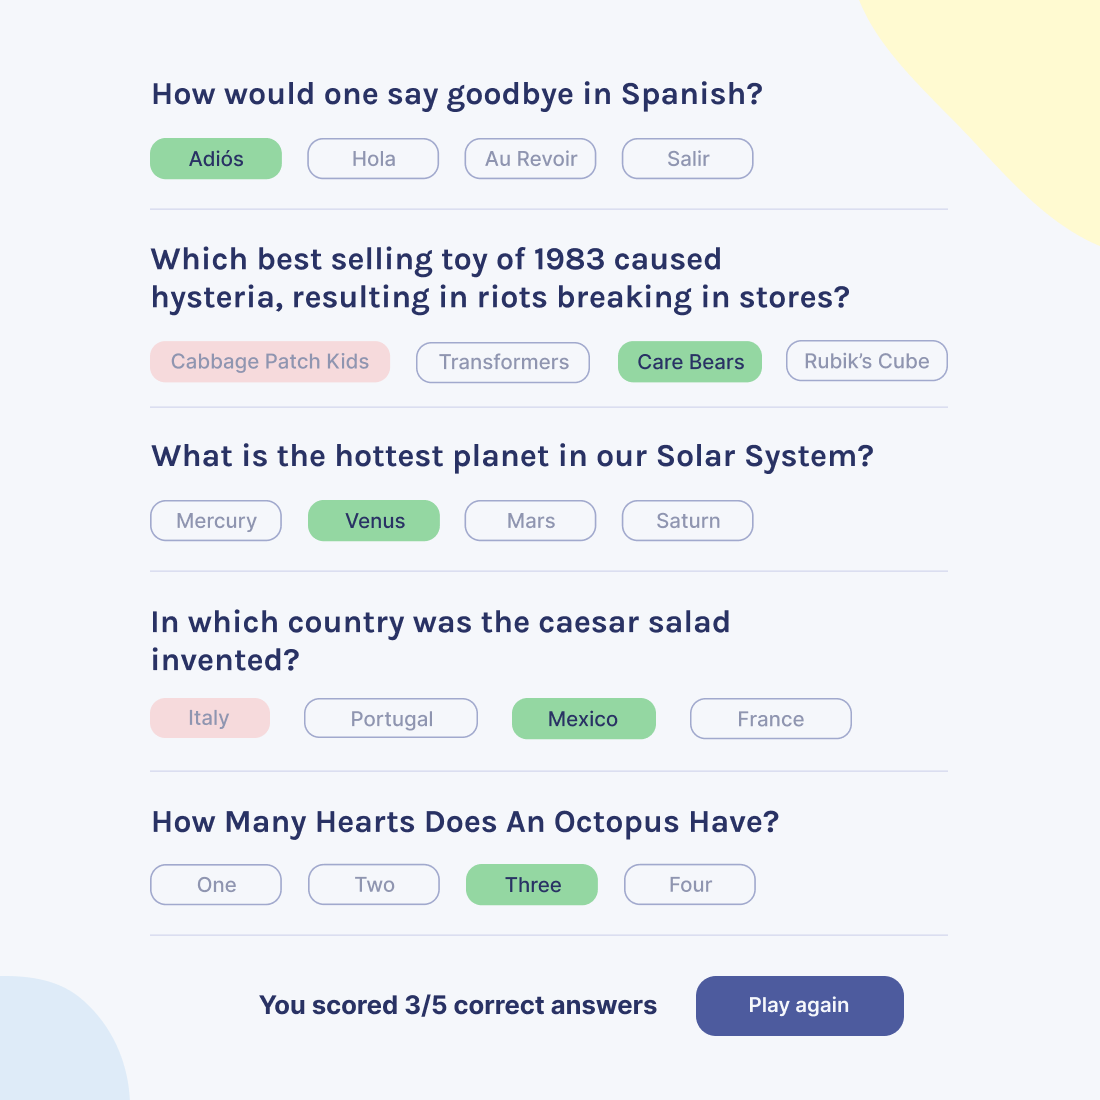 How would one say goodbye in Spanish?
Adiós Hola Au Revoir Salir
Which best selling toy of 1983 caused
hysteria, resulting in riots breaking in stores?
Cabbage Patch Kids Transformers Care Bears Rubik’s Cube
What is the hottest planet in our Solar System?
Mercury Venus Mars Saturn
In which country was the caesar salad
invented?
Italy Portugal Mexico France
How Many Hearts Does An Octopus Have?
One Two Three Four
You scored 3/5 correct answers Play again